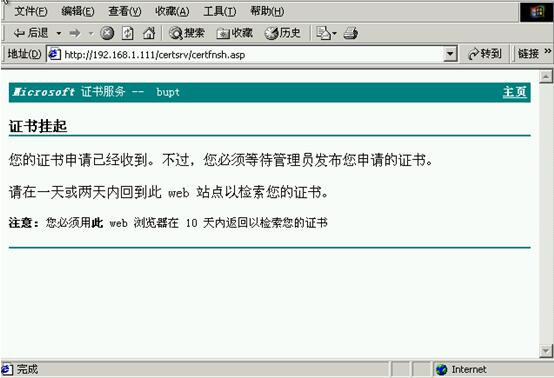 文件(F) 编辑(E) 查看(V) 收藏(A) 工具(T) 帮助(H)
后退 搜索 收藏 历史
地址(D) http://192.168.1.111/certsrv/certfnsh.asp 转到 链接 »
Microsoft 证书服务 -- bupt 主页
证书挂起
您的证书申请已经收到。不过，您必须等待管理员发布您申请的证书。
请在一天或两天内回到此 web 站点以检索您的证书。
注意: 您必须用此 web 浏览器在 10 天内返回以检索您的证书
完成 Internet